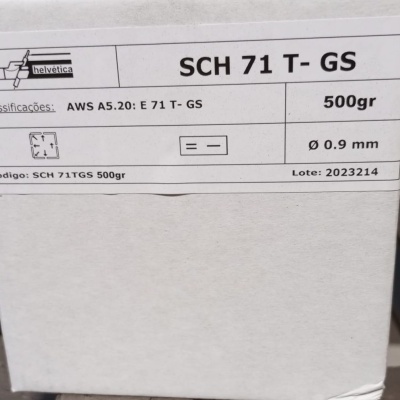 helvética
SCH 71 T- GS
ssificações: AWS A5.20: E 71 T- GS
500gr
= —
Ø 0.9 mm
ódigo: SCH 71TGS 500gr
Lote: 2023214